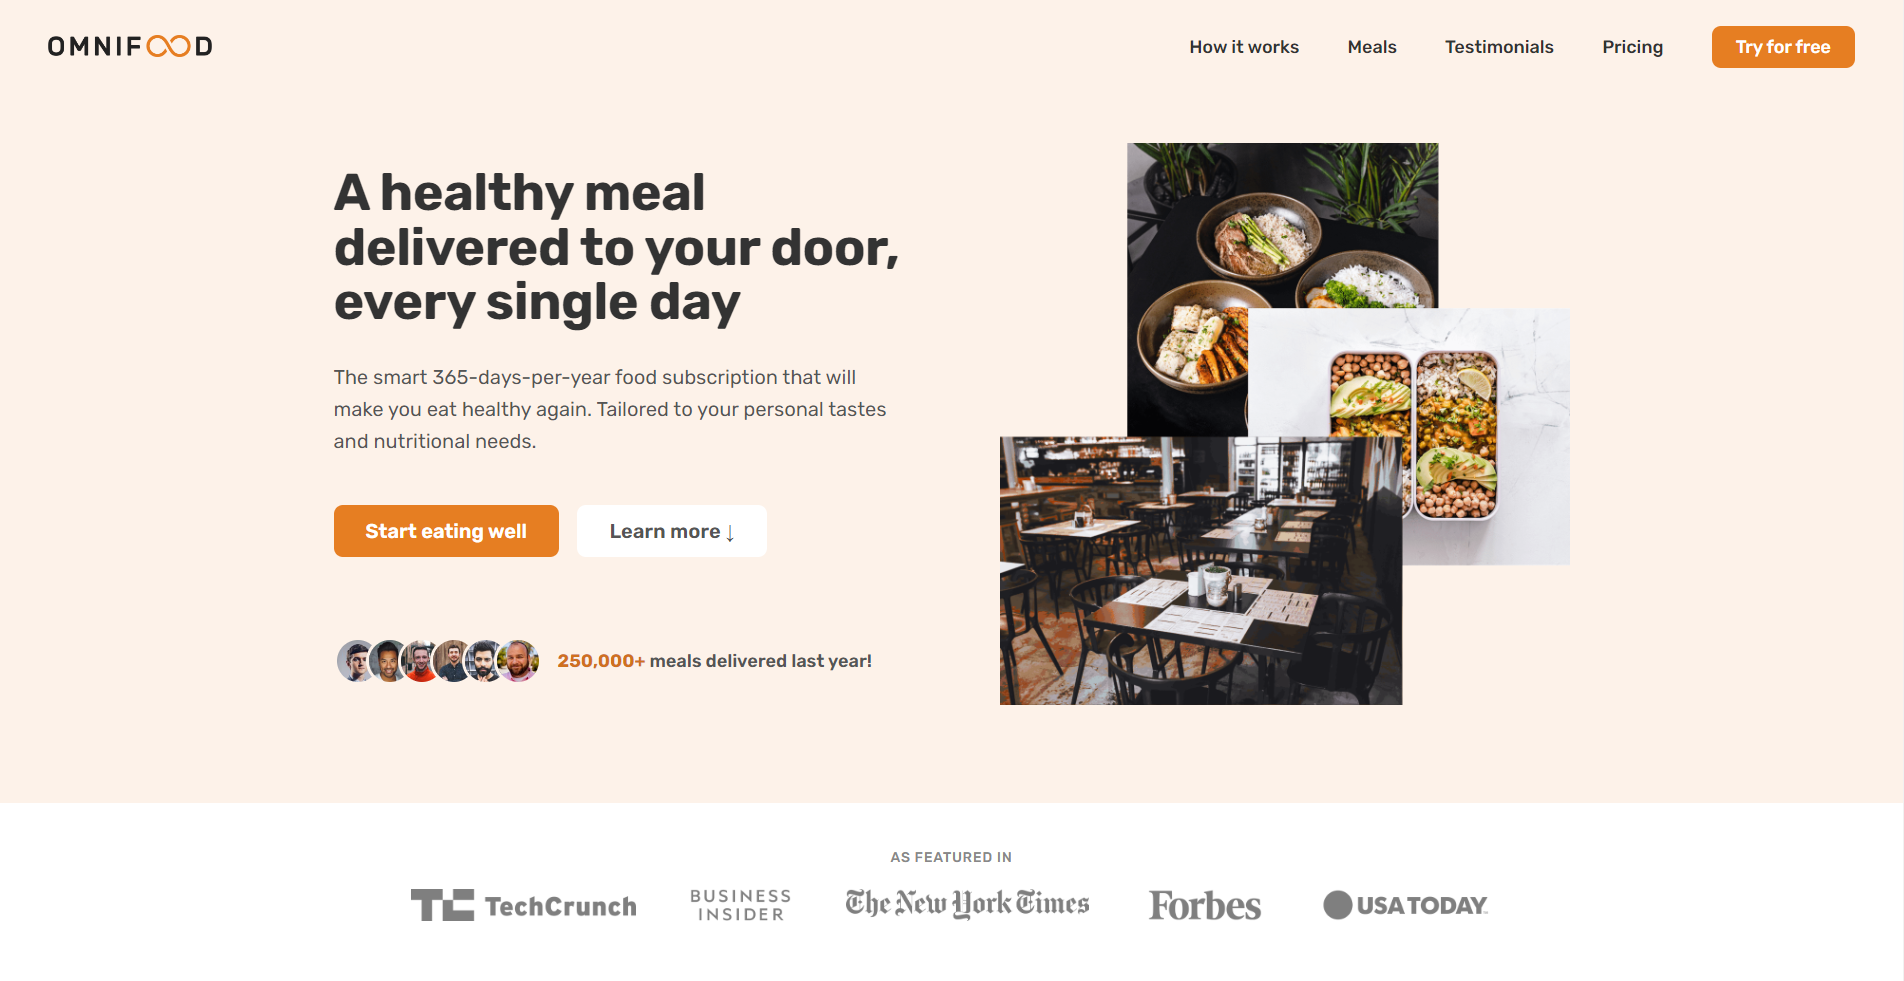 OMNIFOOD
How it works
Meals
Testimonials
Pricing
Try for free
A healthy meal
delivered to your door,
every single day
The smart 365-days-per-year food subscription that will
make you eat healthy again. Tailored to your personal tastes
and nutritional needs.
Start eating well
Learn more ↓
250,000+ meals delivered last year!
AS FEATURED IN
TC TechCrunch
BUSINESS
INSIDER
The New York Times
Forbes
USA TODAY